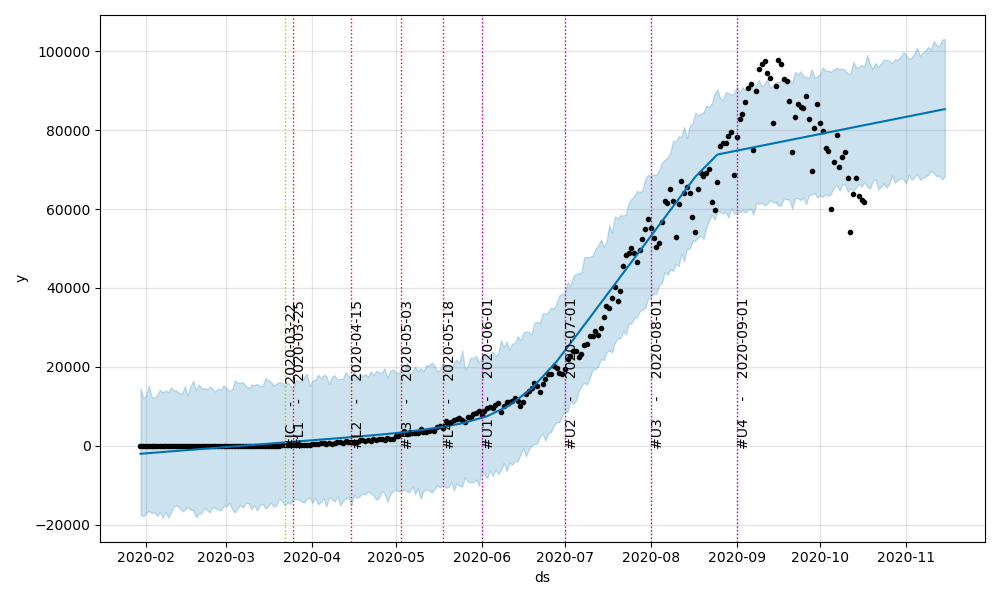 100000
80000
60000
40000
20000
0
−20000
y
- 2020-03-22
#L1 - 2020-03-25
#L2 - 2020-04-15
#L3 - 2020-05-03
#L4 - 2020-05-18
#U1 - 2020-06-01
#U2 - 2020-07-01
#U3 - 2020-08-01
#U4 - 2020-09-01
2020-02
2020-03
2020-04
2020-05
2020-06
2020-07
2020-08
2020-09
2020-10
2020-11
ds